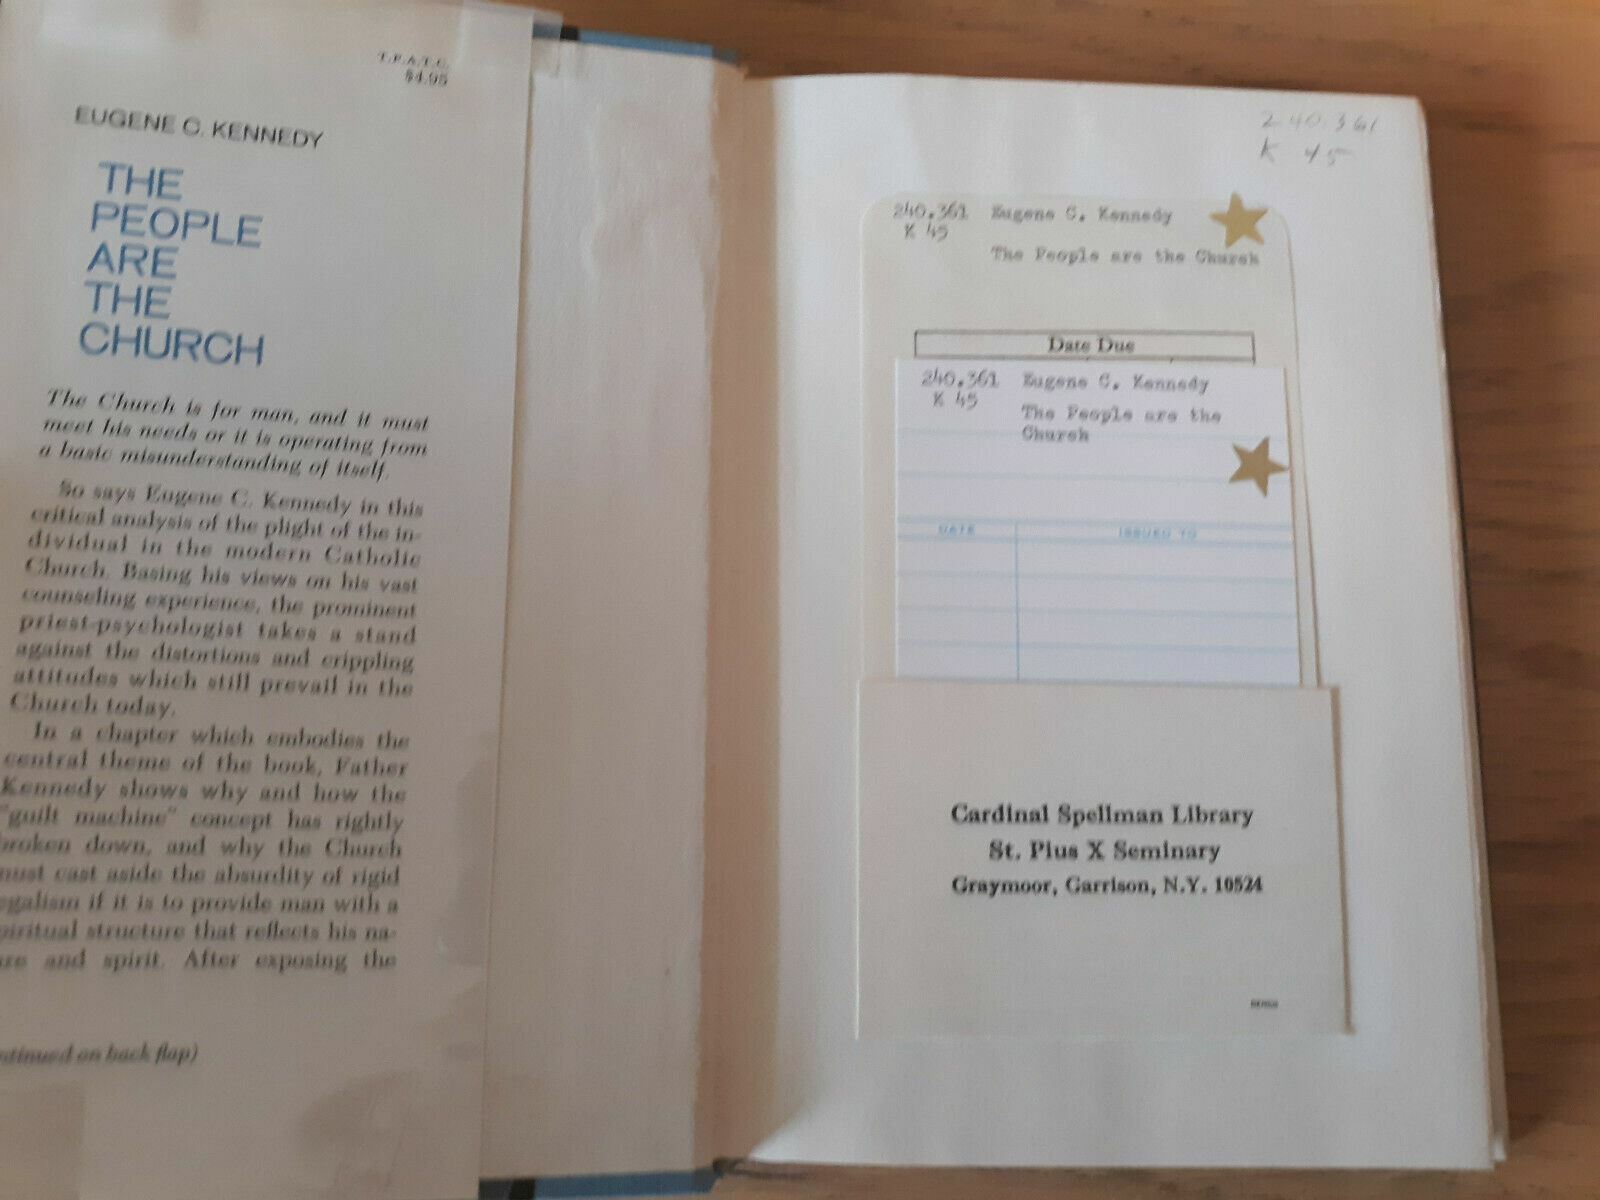 T.P.A.T.C.
$4.95
EUGENE C. KENNEDY
THE
PEOPLE
ARE
THE
CHURCH
The Church is for man, and it must
meet his needs or it is operating from
a basic misunderstanding of itself.
So says Eugene C. Kennedy in this
critical analysis of the plight of the in-
dividual in the modern Catholic
Church. Basing his views on his vast
counseling experience, the prominent
priest-psychologist takes a stand
against the distortions and crippling
attitudes which still prevail in the
Church today.
In a chapter which embodies the
central theme of the book, Father
Kennedy shows why and how the
"guilt machine" concept has rightly
broken down, and why the Church
must cast aside the absurdity of rigid
egalism if it is to provide man with a
piritual structure that reflects his na-
ure and spirit. After exposing the
ntinued on back flap)
240.361
K 45
240.361 Eugene C. Kennedy
K 45
The People are the Church
Date Due
240.361 Eugene C. Kennedy
K 45
The People are the
Church
DATE ISSUED TO
Cardinal Spellman Library
St. Pius X Seminary
Graymoor, Garrison, N.Y. 10524